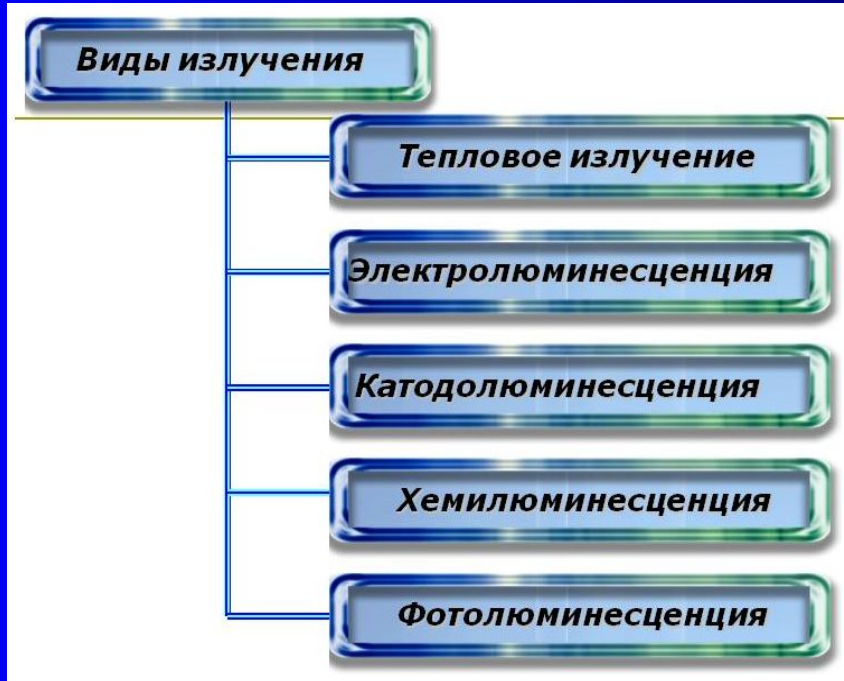 Виды излучения
Тепловое излучение
Электролюминесценция
Катодолюминесценция
Хемилюминесценция
Фотолюминесценция